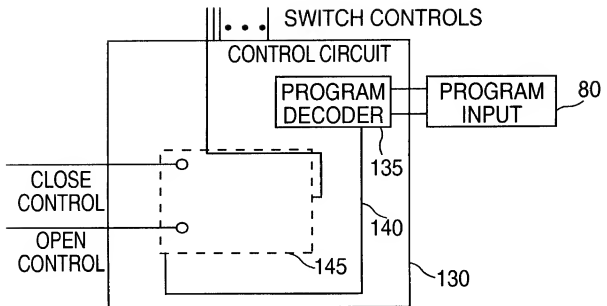 SWITCH CONTROLS
CONTROL CIRCUIT
PROGRAM
DECODER
PROGRAM
INPUT
80
135
CLOSE
CONTROL
140
OPEN
CONTROL
145
130